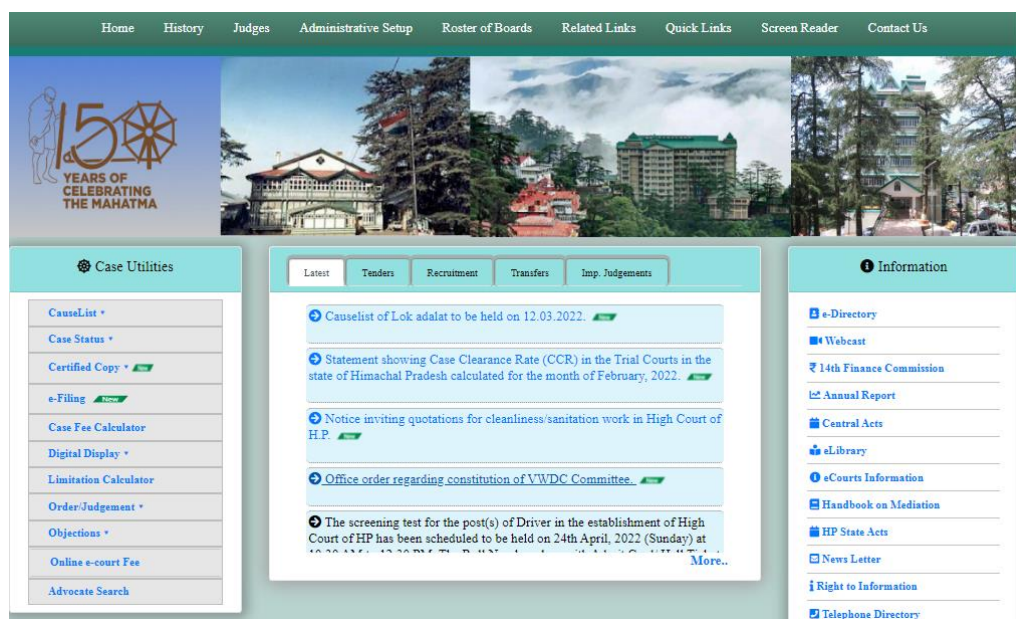 Home History Judges Administrative Setup Roster of Boards Related Links Quick Links Screen Reader Contact Us
150
YEARS OF
CELEBRATING
THE MAHATMA
Case Utilities
CauseList
Case Status
Certified Copy New
e-Filing New
Case Fee Calculator
Digital Display
Limitation Calculator
Order/Judgement
Objections
Online e-court Fee
Advocate Search
Latest Tenders Recruitment Transfers Imp. Judgements
Causelist of Lok adalat to be held on 12.03.2022. New
Statement showing Case Clearance Rate (CCR) in the Trial Courts in the
state of Himachal Pradesh calculated for the month of February, 2022. New
Notice inviting quotations for cleanliness/sanitation work in High Court of
H.P. New
Office order regarding constitution of VWDC Committee. New
The screening test for the post(s) of Driver in the establishment of High
Court of HP has been scheduled to be held on 24th April, 2022 (Sunday) at
More..
Information
e-Directory
Webcast
14th Finance Commission
Annual Report
Central Acts
eLibrary
eCourts Information
Handbook on Mediation
HP State Acts
News Letter
Right to Information
Telephone Directory